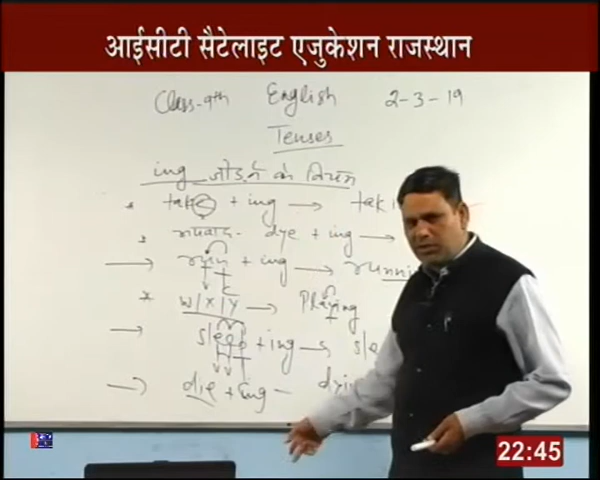 आईसीटी सैटेलाइट एजुकेशन राजस्थान
Class-9th English 2-3-19
Tenses
ing जोड़ने के नियम
* take + ing → tak
* अपवाद - dye + ing →
→ run + ing → runni
* w/x/y → Playing
→ sleep + ing → sle
→ die + ing - dyi
22:45